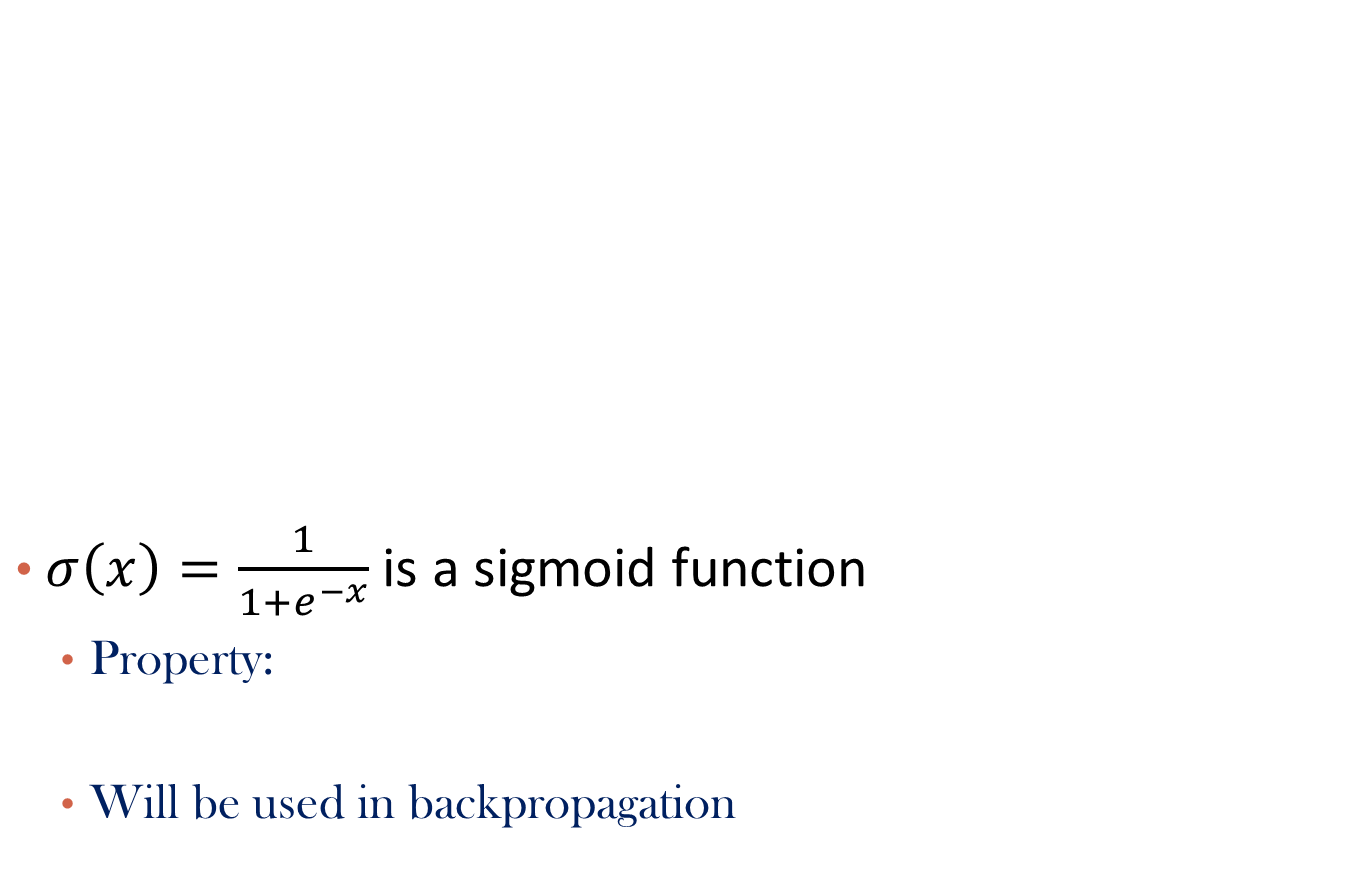 • σ(x) = 1/(1+e^−x) is a sigmoid function
• Property:
• Will be used in backpropagation